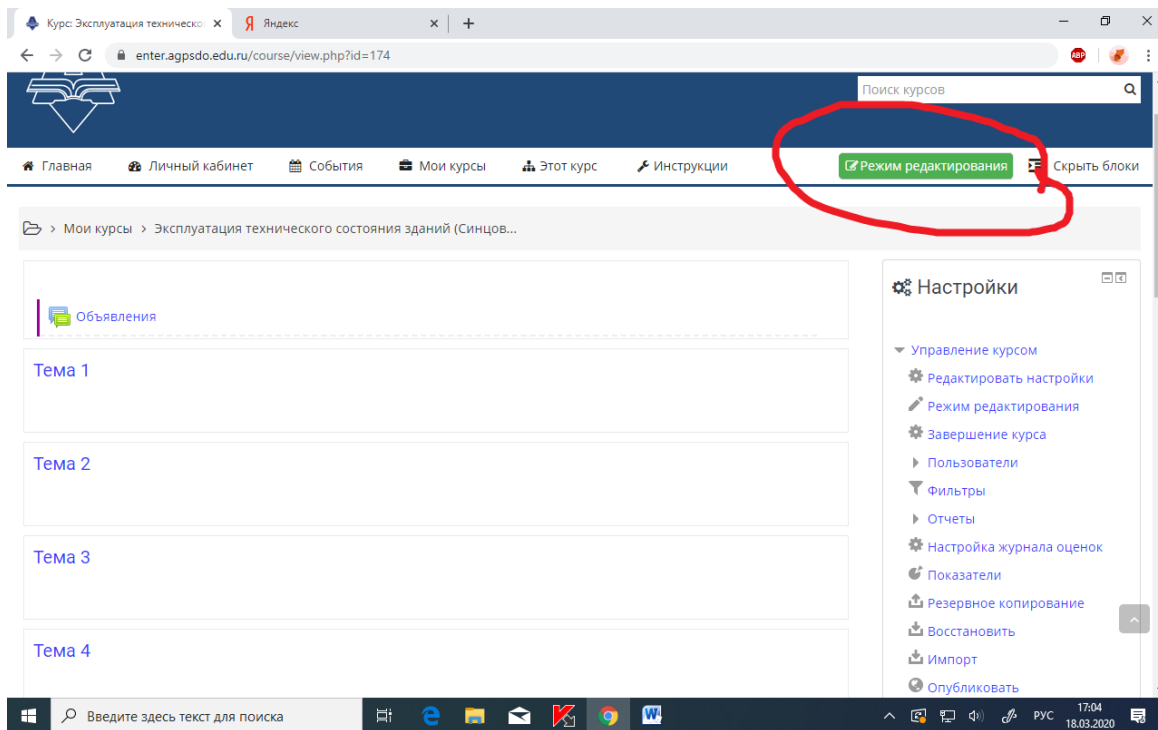 Курс: Эксплуатация техническо
Яндекс
enter.agpsdo.edu.ru/course/view.php?id=174
ABP
Поиск курсов
Главная Личный кабинет События Мои курсы Этот курс Инструкции Режим редактирования Скрыть блоки
Мои курсы > Эксплуатация технического состояния зданий (Синцов...
Объявления
Тема 1
Тема 2
Тема 3
Тема 4
Настройки
Управление курсом
Редактировать настройки
Режим редактирования
Завершение курса
Пользователи
Фильтры
Отчеты
Настройка журнала оценок
Показатели
Резервное копирование
Восстановить
Импорт
Опубликовать
Введите здесь текст для поиска
РУС
17:04
18.03.2020